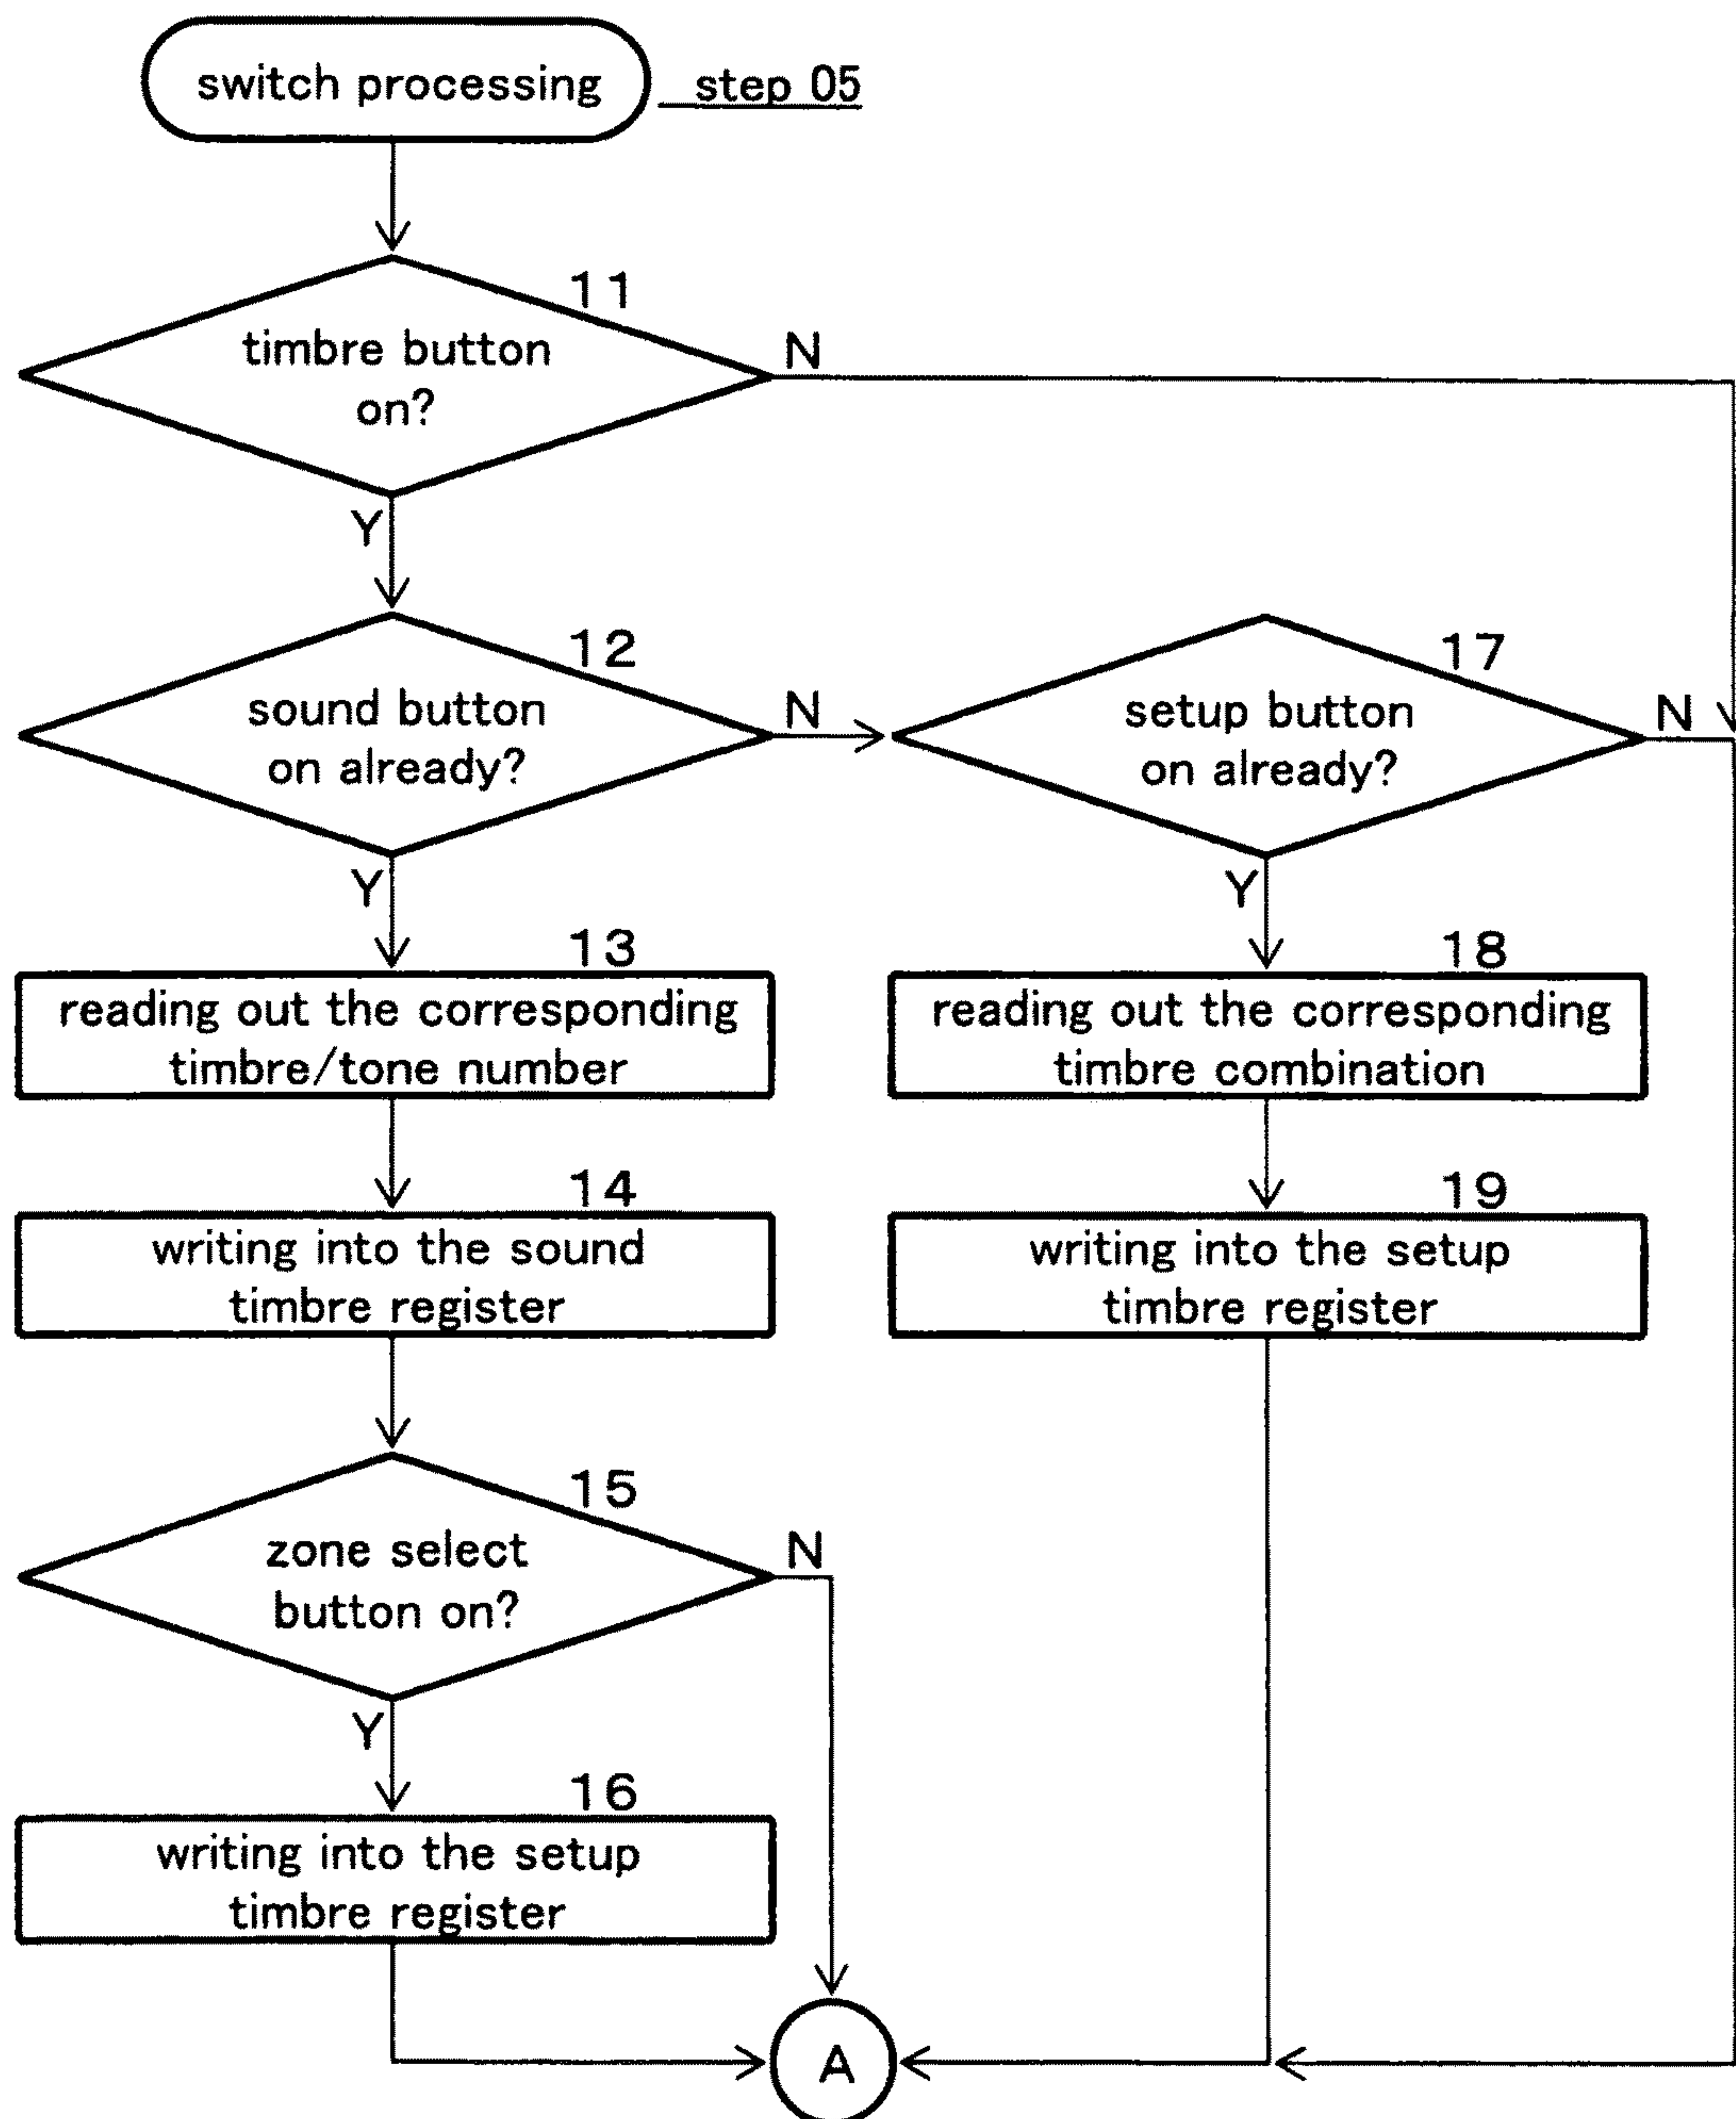 switch processing
step 05
11
timbre button
on?
N
Y
12
sound button
on already?
N
17
setup button
on already?
N
Y
Y
13
reading out the corresponding
timbre/tone number
18
reading out the corresponding
timbre combination
14
writing into the sound
timbre register
19
writing into the setup
timbre register
15
zone select
button on?
N
Y
16
writing into the setup
timbre register
A